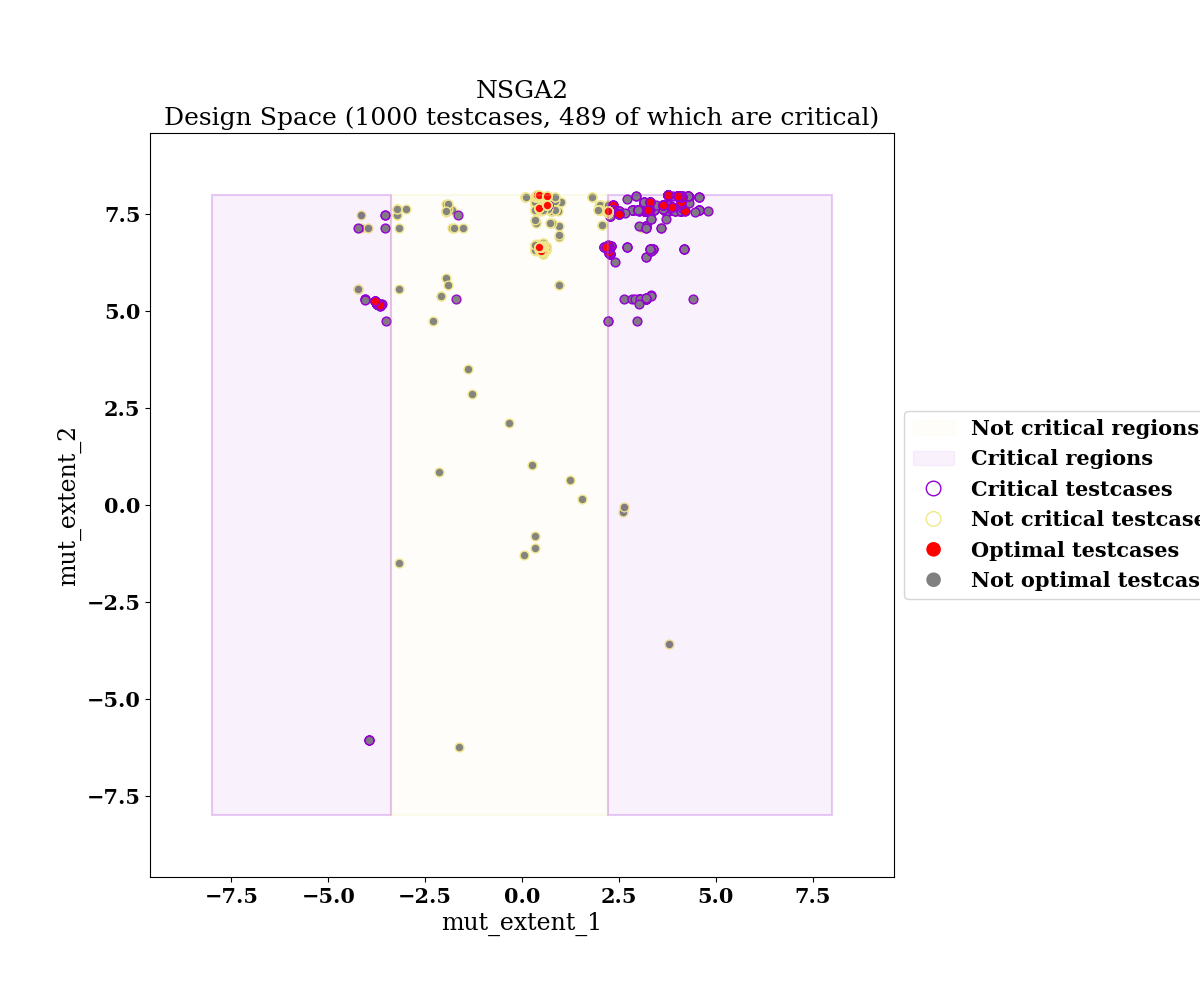 NSGA2
Design Space (1000 testcases, 489 of which are critical)
mut_extent_2
7.5
5.0
2.5
0.0
−2.5
−5.0
−7.5
−7.5
−5.0
−2.5
0.0
2.5
5.0
7.5
mut_extent_1
Not critical regions
Critical regions
Critical testcases
Not critical testcase
Optimal testcases
Not optimal testcas